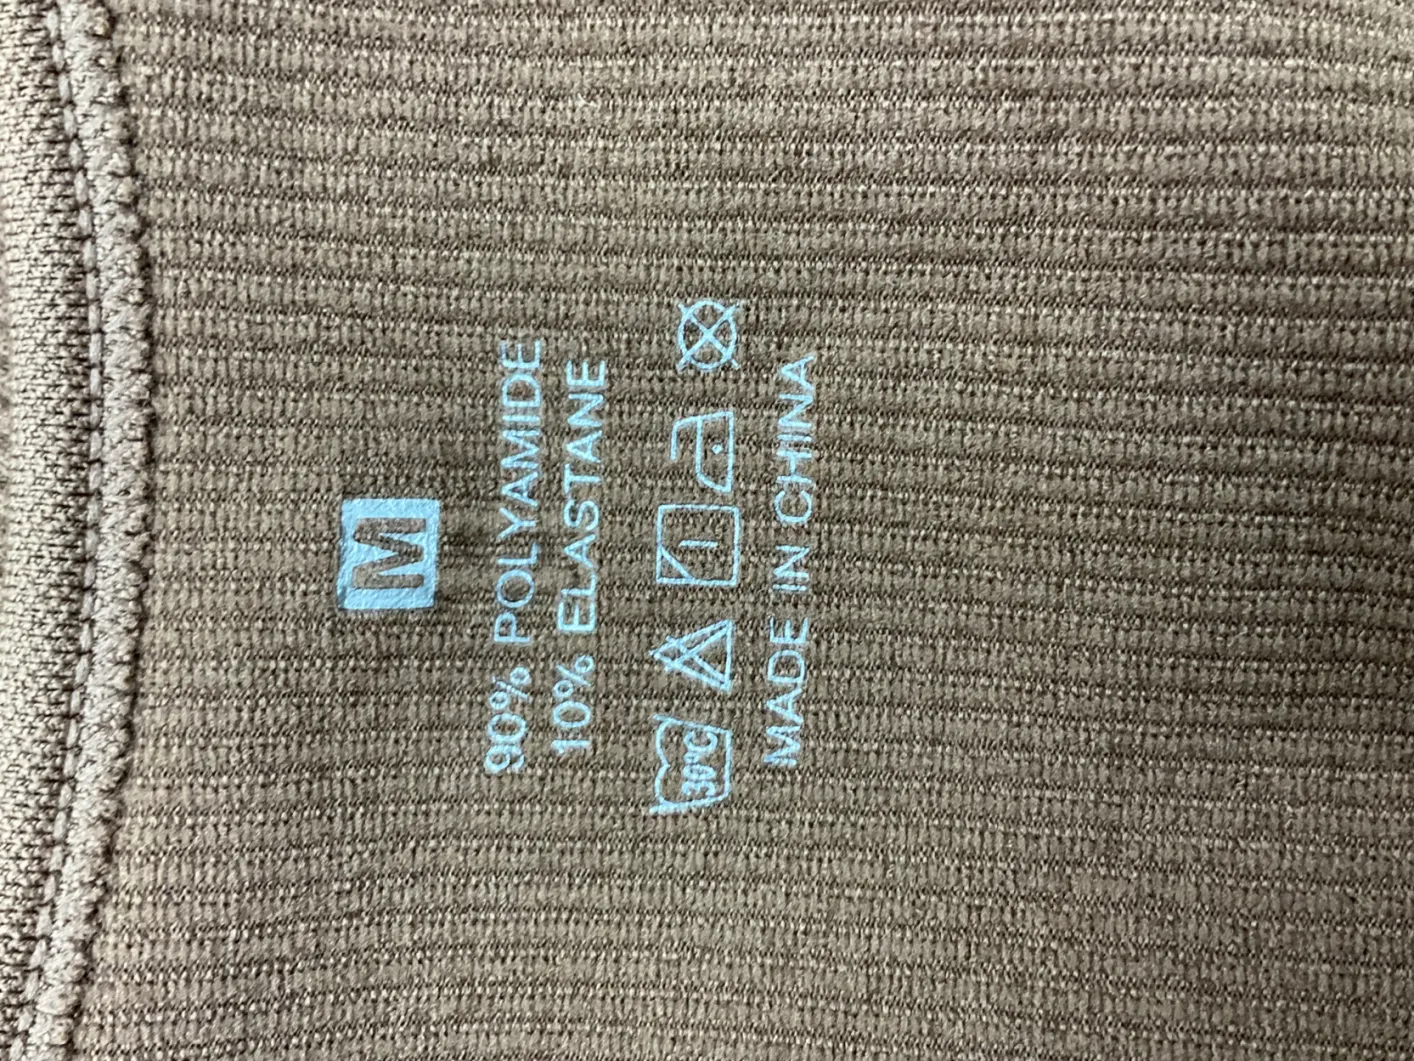 M
90% POLYAMIDE
10% ELASTANE
30°C
MADE IN CHINA